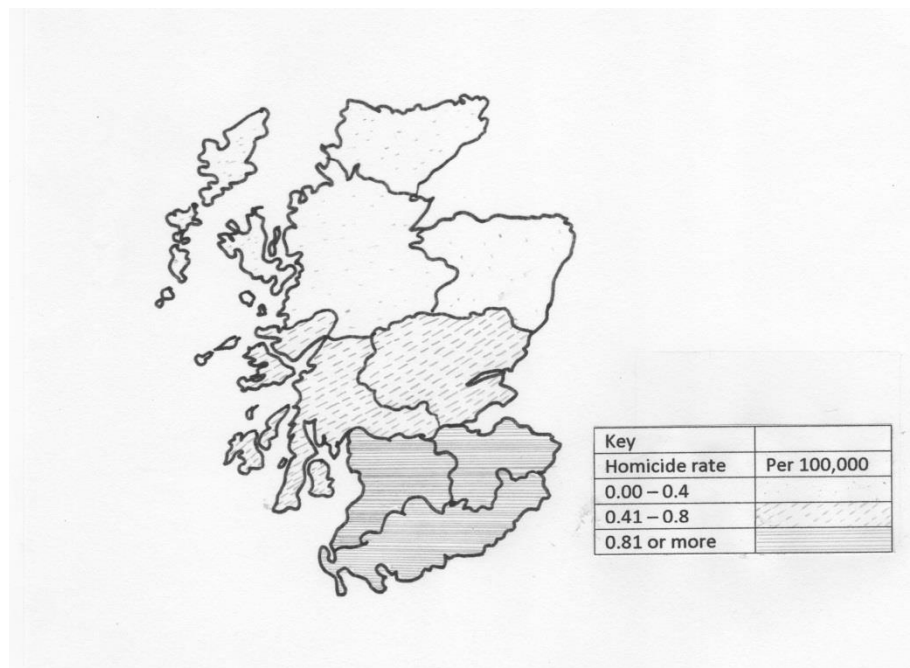 Key
Homicide rate Per 100,000
0.00 – 0.4
0.41 – 0.8
0.81 or more